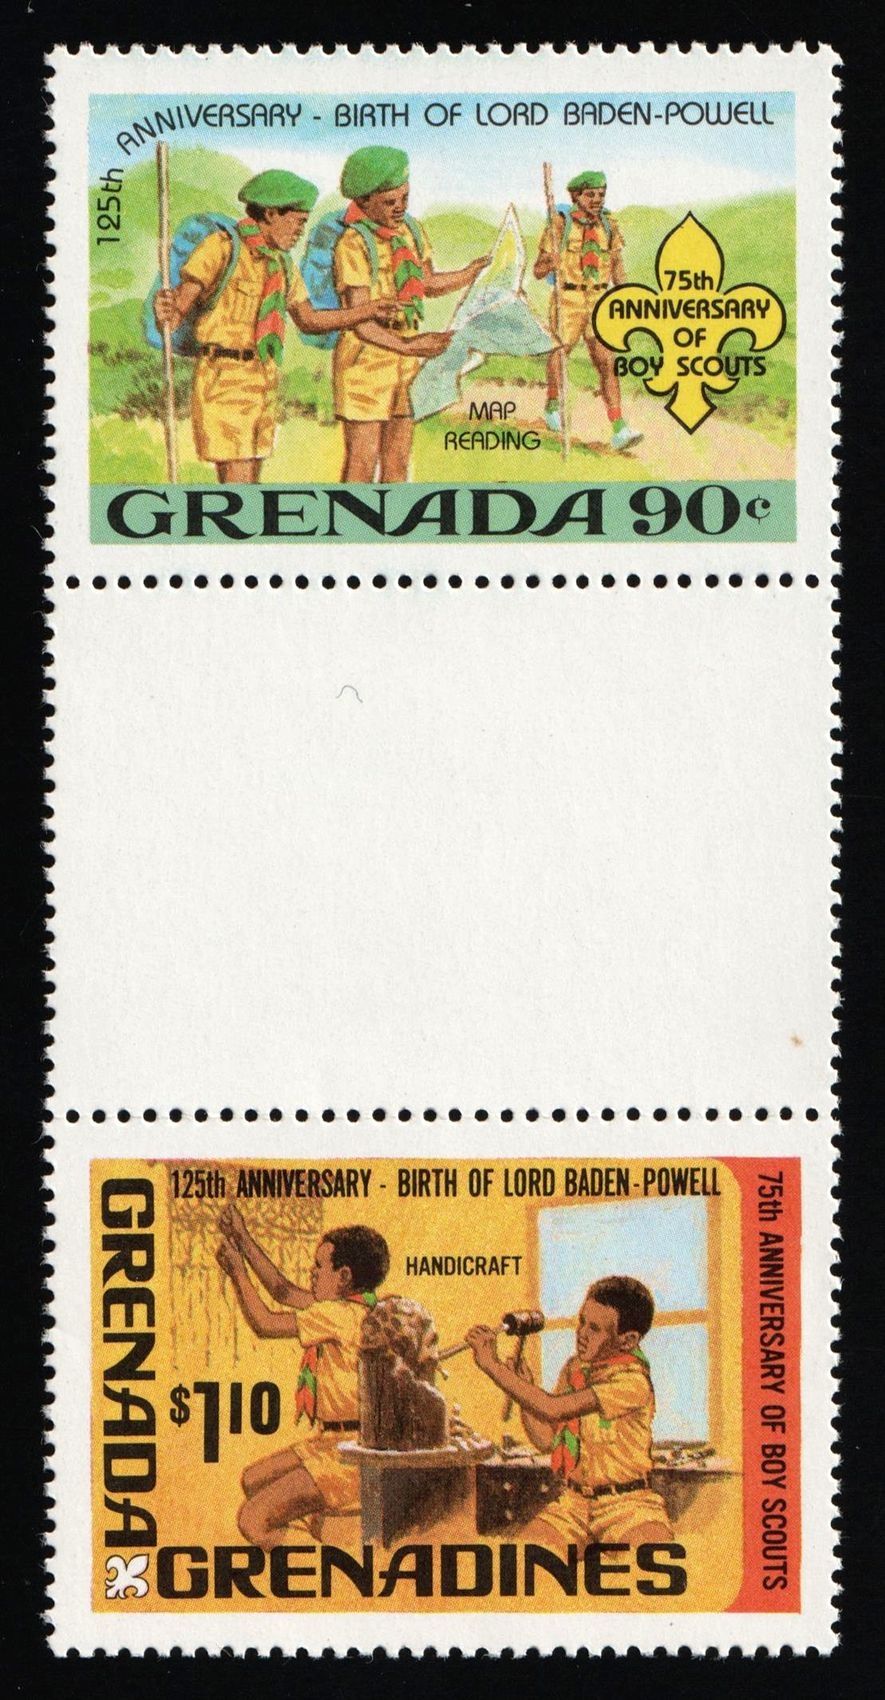 125th ANNIVERSARY - BIRTH OF LORD BADEN-POWELL
75th
ANNIVERSARY
OF
BOY SCOUTS
MAP
READING
GRENADA 90¢
125th ANNIVERSARY - BIRTH OF LORD BADEN-POWELL
75th ANNIVERSARY OF BOY SCOUTS
HANDICRAFT
$1.10
GRENADA
GRENADINES